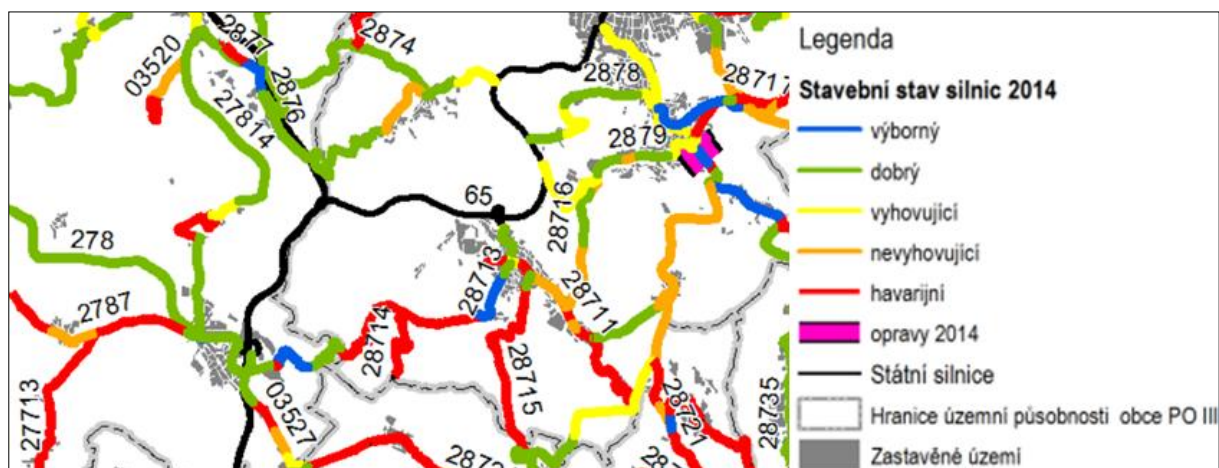 2877
2874
03520
2876
27814
2878
28717
2879
65
28716
278
28713
28711
2787
28714
28715
27713
03527
28721
28735
Legenda
Stavební stav silnic 2014
výborný
dobrý
vyhovující
nevyhovující
havarijní
opravy 2014
Státní silnice
Hranice územní působnosti obce PO III
Zastavěné území